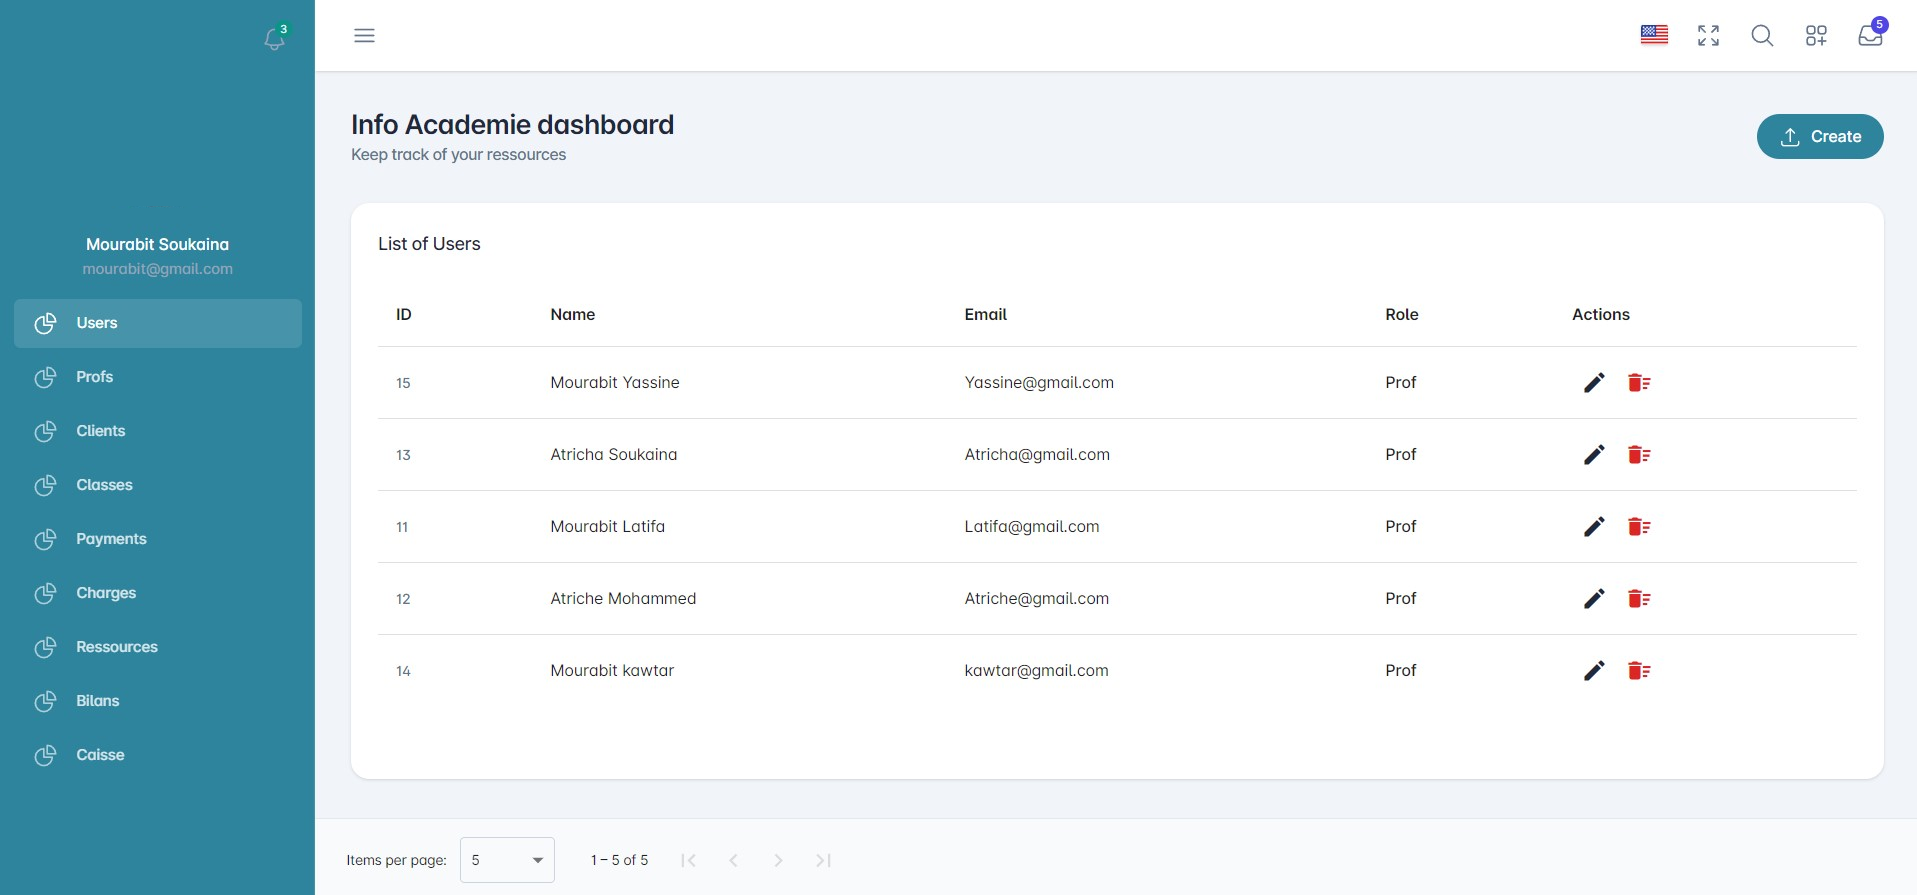 3
Mourabit Soukaina
mourabit@gmail.com
Users
Profs
Clients
Classes
Payments
Charges
Ressources
Bilans
Caisse
5
Info Academie dashboard
Keep track of your ressources
Create
List of Users
ID Name Email Role Actions
15 Mourabit Yassine Yassine@gmail.com Prof
13 Atricha Soukaina Atricha@gmail.com Prof
11 Mourabit Latifa Latifa@gmail.com Prof
12 Atriche Mohammed Atriche@gmail.com Prof
14 Mourabit kawtar kawtar@gmail.com Prof
Items per page: 5 1 – 5 of 5